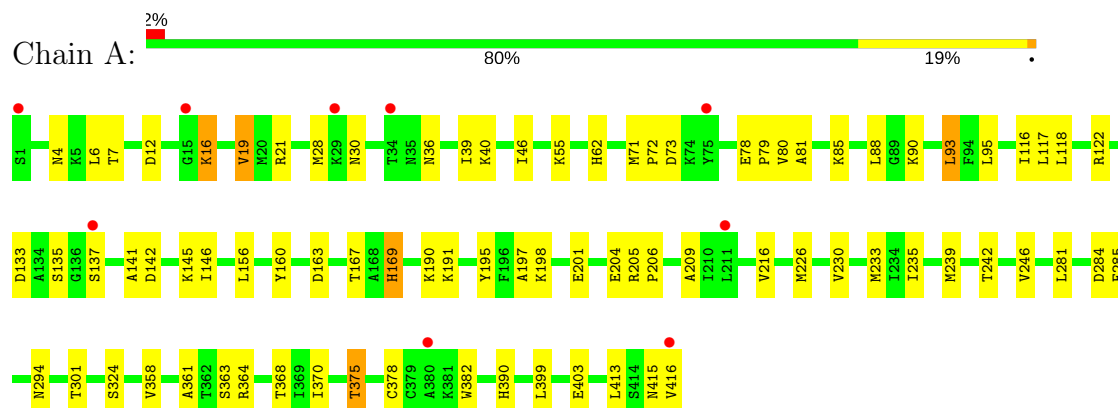 2%
Chain A:
80% 19% •
S1 N4 K5 L6 T7 D12 G15 K16 V19 M20 R21 M28 K29 N30 T34 N35 N36 I39 K40 I46 K55 H62 M71 P72 D73 K74 Y75 E78 P79 V80 A81 K85 L88 G89 K90 L93 F94 L95 I116 L117 L118 R122
D133 A134 S135 G136 S137 A141 D142 K145 I146 L156 Y160 D163 T167 A168 H169 K190 K191 Y195 F196 A197 K198 E201 E204 R205 P206 A209 I210 L211 V216 M226 V230 M233 I234 I235 M239 T242 V246 L281 D284 E285
N294 T301 S324 V358 A361 T362 S363 R364 T368 I369 I370 T375 C378 C379 A380 K381 W382 H390 L399 E403 L413 S414 N415 V416